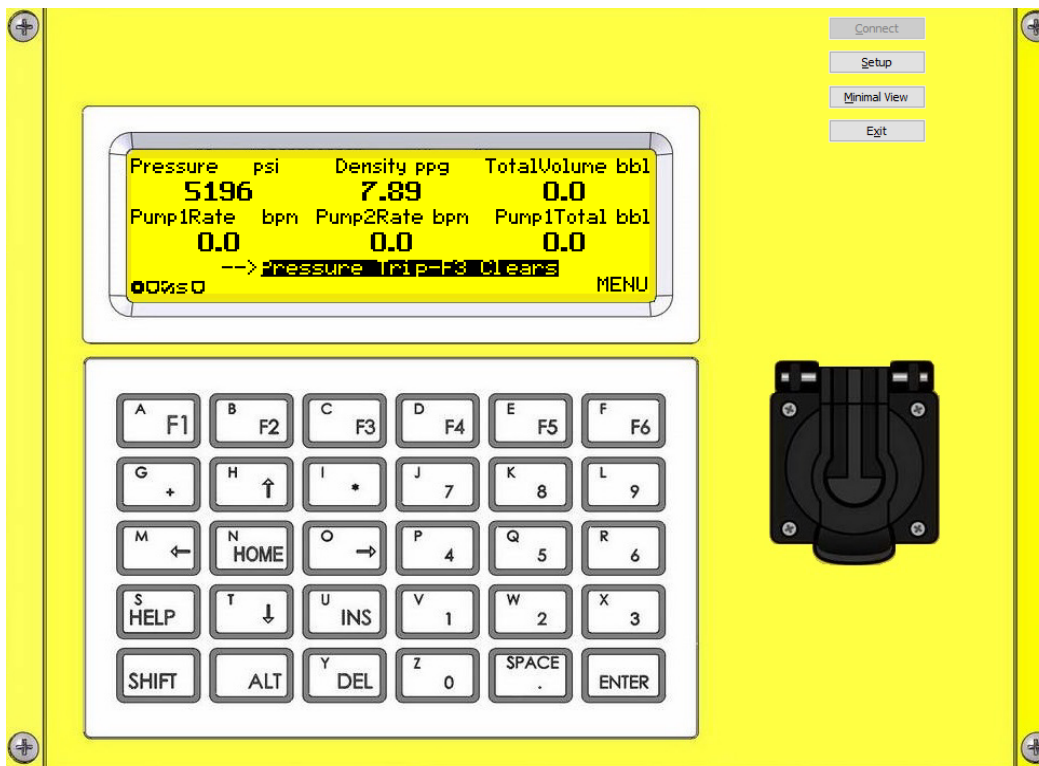 Connect
Setup
Minimal View
Exit
Pressure psi Density ppg TotalVolume bbl
5196 7.89 0.0
Pump1Rate bpm Pump2Rate bpm Pump1Total bbl
0.0 0.0 0.0
-->Pressure Trip-F3 Clears
MENU
A F1 B F2 C F3 D F4 E F5 F F6
G + H ↑ I * J 7 K 8 L 9
M ← N HOME O → P 4 Q 5 R 6
S HELP T ↓ U INS V 1 W 2 X 3
SHIFT ALT Y DEL Z 0 SPACE . ENTER